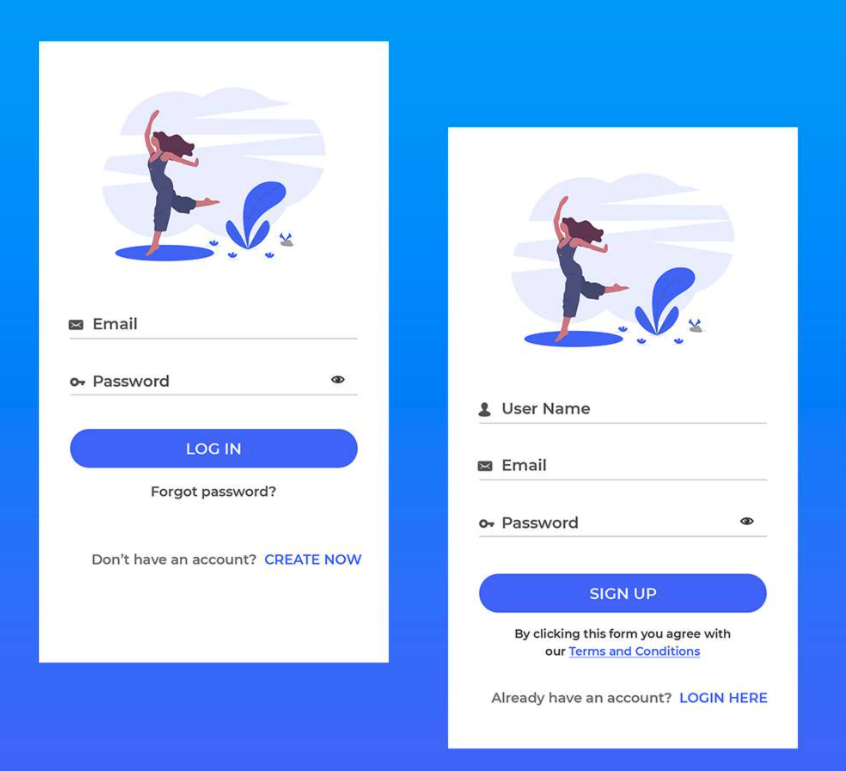 Email
Password
LOG IN
Forgot password?
Don't have an account? CREATE NOW
User Name
Email
Password
SIGN UP
By clicking this form you agree with
our Terms and Conditions
Already have an account? LOGIN HERE